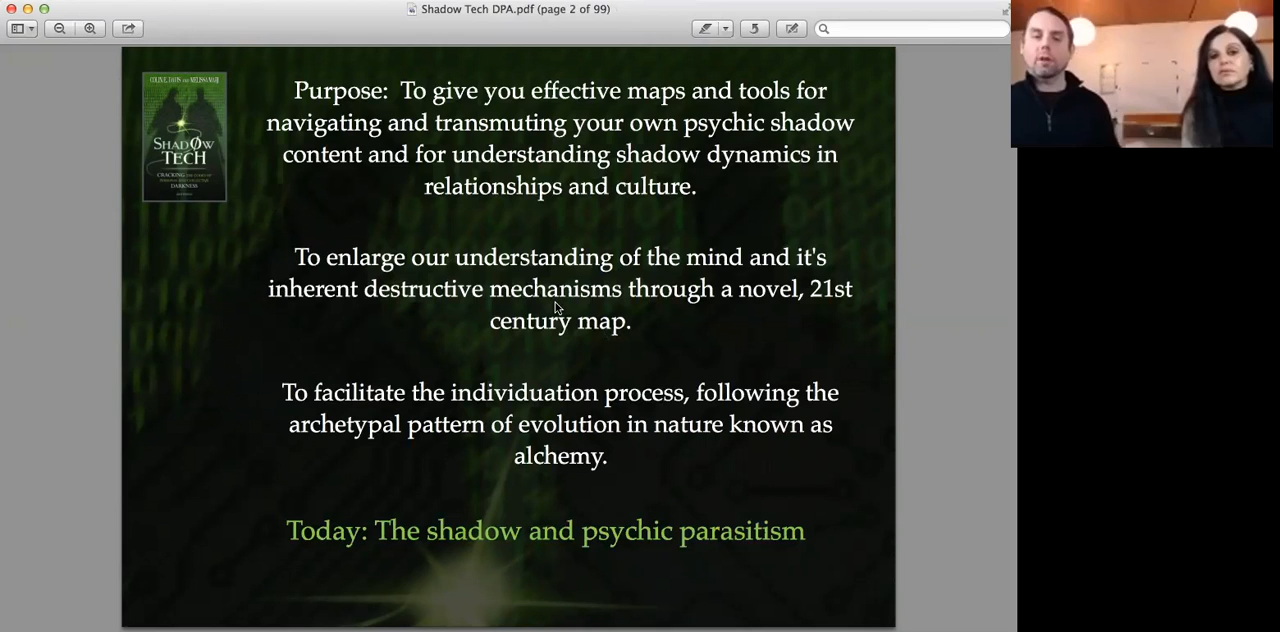 Shadow Tech DPA.pdf (page 2 of 99)
SHADØW
TECH
CRACKING
DARKNESS
Purpose: To give you effective maps and tools for
navigating and transmuting your own psychic shadow
content and for understanding shadow dynamics in
relationships and culture.
To enlarge our understanding of the mind and it's
inherent destructive mechanisms through a novel, 21st
century map.
To facilitate the individuation process, following the
archetypal pattern of evolution in nature known as
alchemy.
Today: The shadow and psychic parasitism